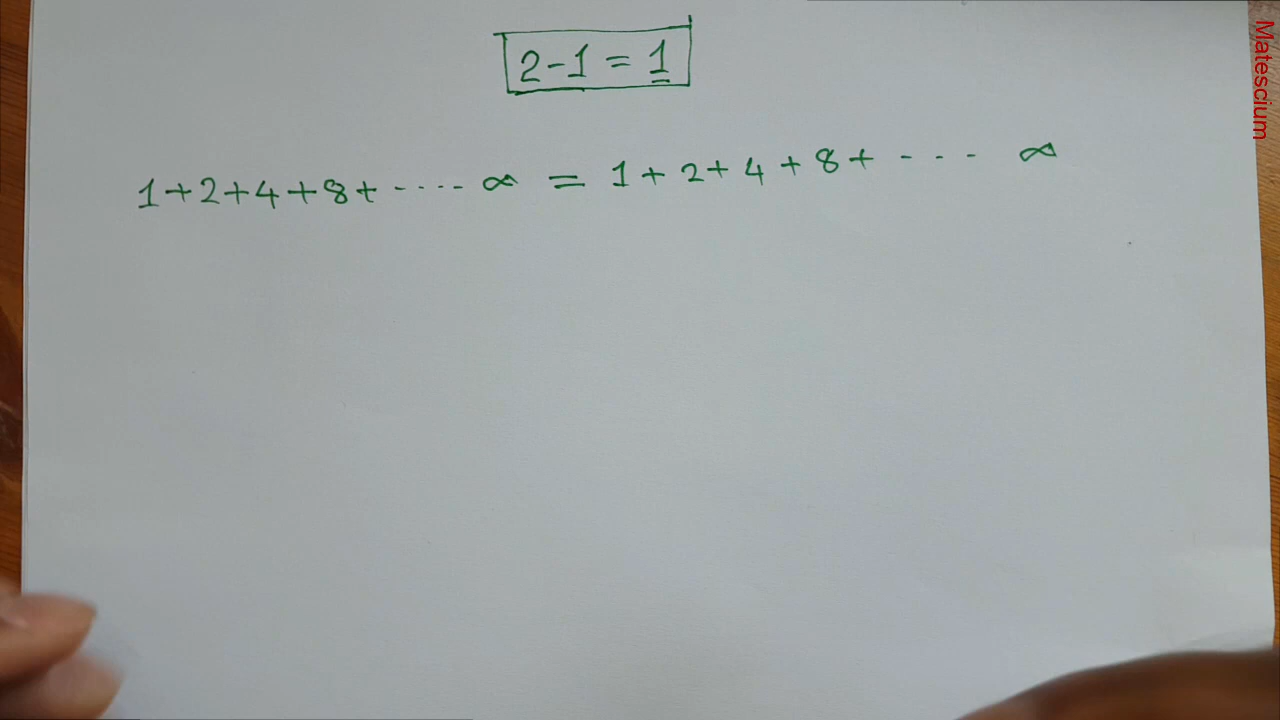 2-1 = 1
1+2+4+8+ ---- ∞ = 1+2+4+8+ --- ∞
Matescium